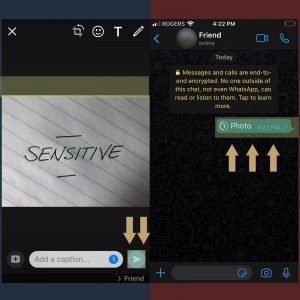 T
SENSITIVE
Add a caption...
1
> Friend
ROGERS
4:22 PM
Friend
online
Today
Messages and calls are end-to-
end encrypted. No one outside of
this chat, not even WhatsApp, can
read or listen to them. Tap to learn
more.
1 Photo 4:22 PM